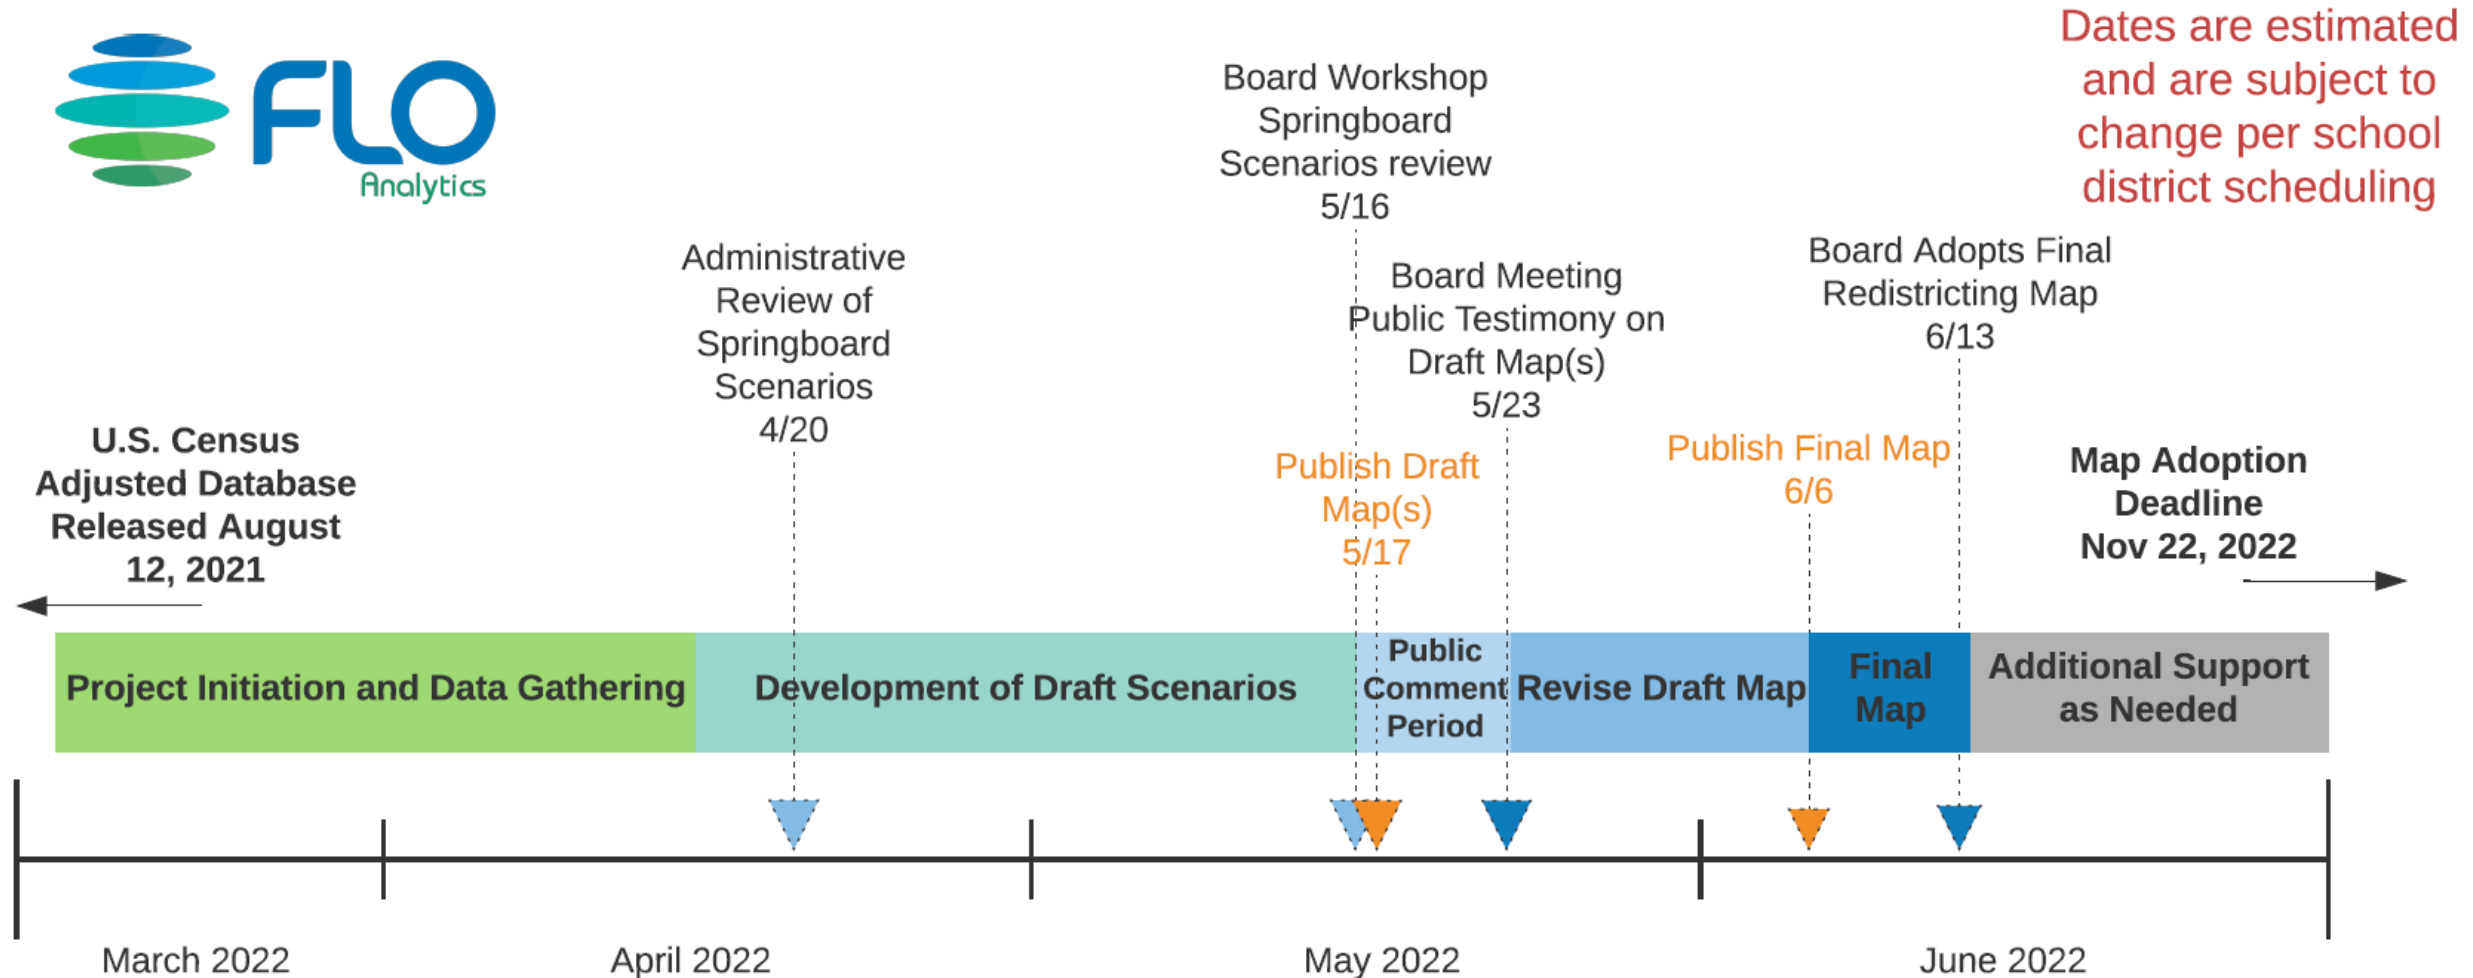 FLO
Analytics
Dates are estimated
and are subject to
change per school
district scheduling
Board Workshop
Springboard
Scenarios review
5/16
Administrative
Review of
Springboard
Scenarios
4/20
Board Meeting
Public Testimony on
Draft Map(s)
5/23
Board Adopts Final
Redistricting Map
6/13
U.S. Census
Adjusted Database
Released August
12, 2021
Publish Draft
Map(s)
5/17
Publish Final Map
6/6
Map Adoption
Deadline
Nov 22, 2022
Project Initiation and Data Gathering
Development of Draft Scenarios
Public
Comment
Period
Revise Draft Map
Final
Map
Additional Support
as Needed
March 2022
April 2022
May 2022
June 2022